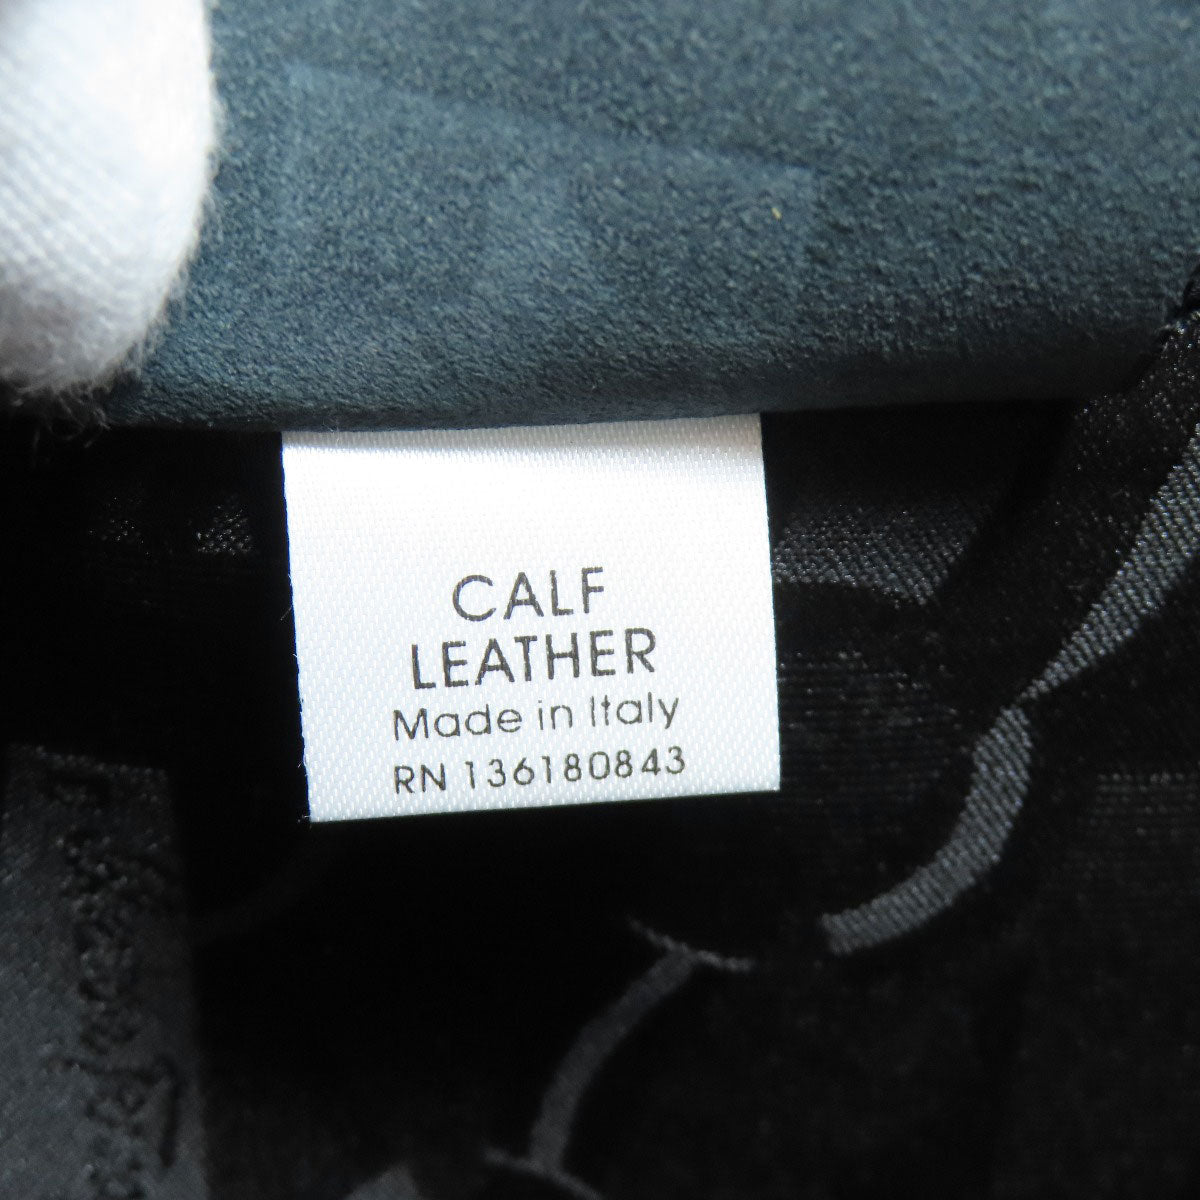 CALF
LEATHER
Made in Italy
RN 136180843